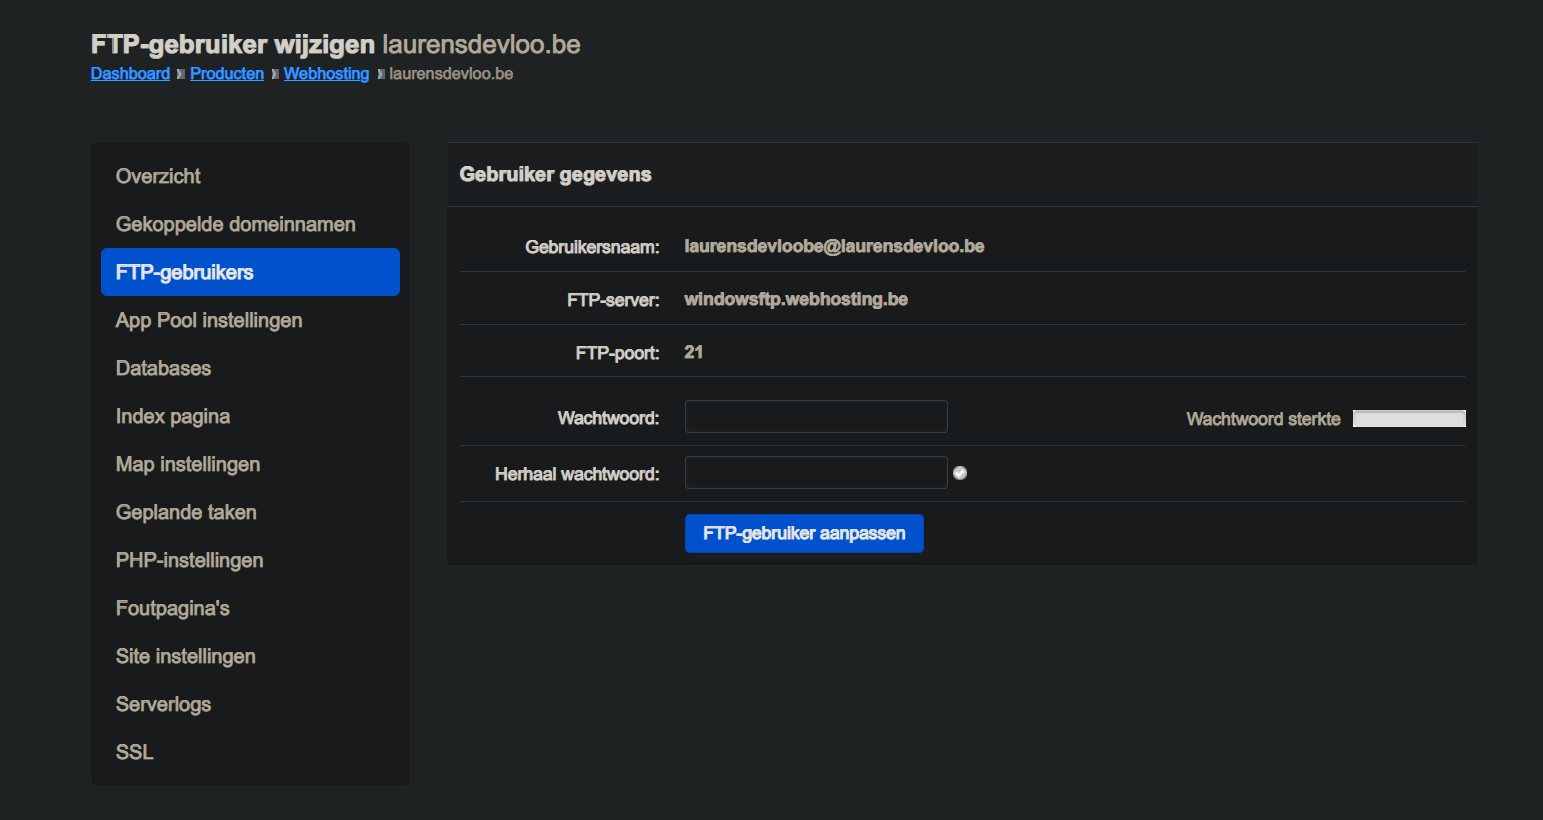 FTP-gebruiker wijzigen laurensdevloo.be
Dashboard » Producten » Webhosting » laurensdevloo.be
Overzicht
Gekoppelde domeinnamen
FTP-gebruikers
App Pool instellingen
Databases
Index pagina
Map instellingen
Geplande taken
PHP-instellingen
Foutpagina's
Site instellingen
Serverlogs
SSL
Gebruiker gegevens
Gebruikersnaam: laurensdevloobe@laurensdevloo.be
FTP-server: windowsftp.webhosting.be
FTP-poort: 21
Wachtwoord: Wachtwoord sterkte
Herhaal wachtwoord:
FTP-gebruiker aanpassen